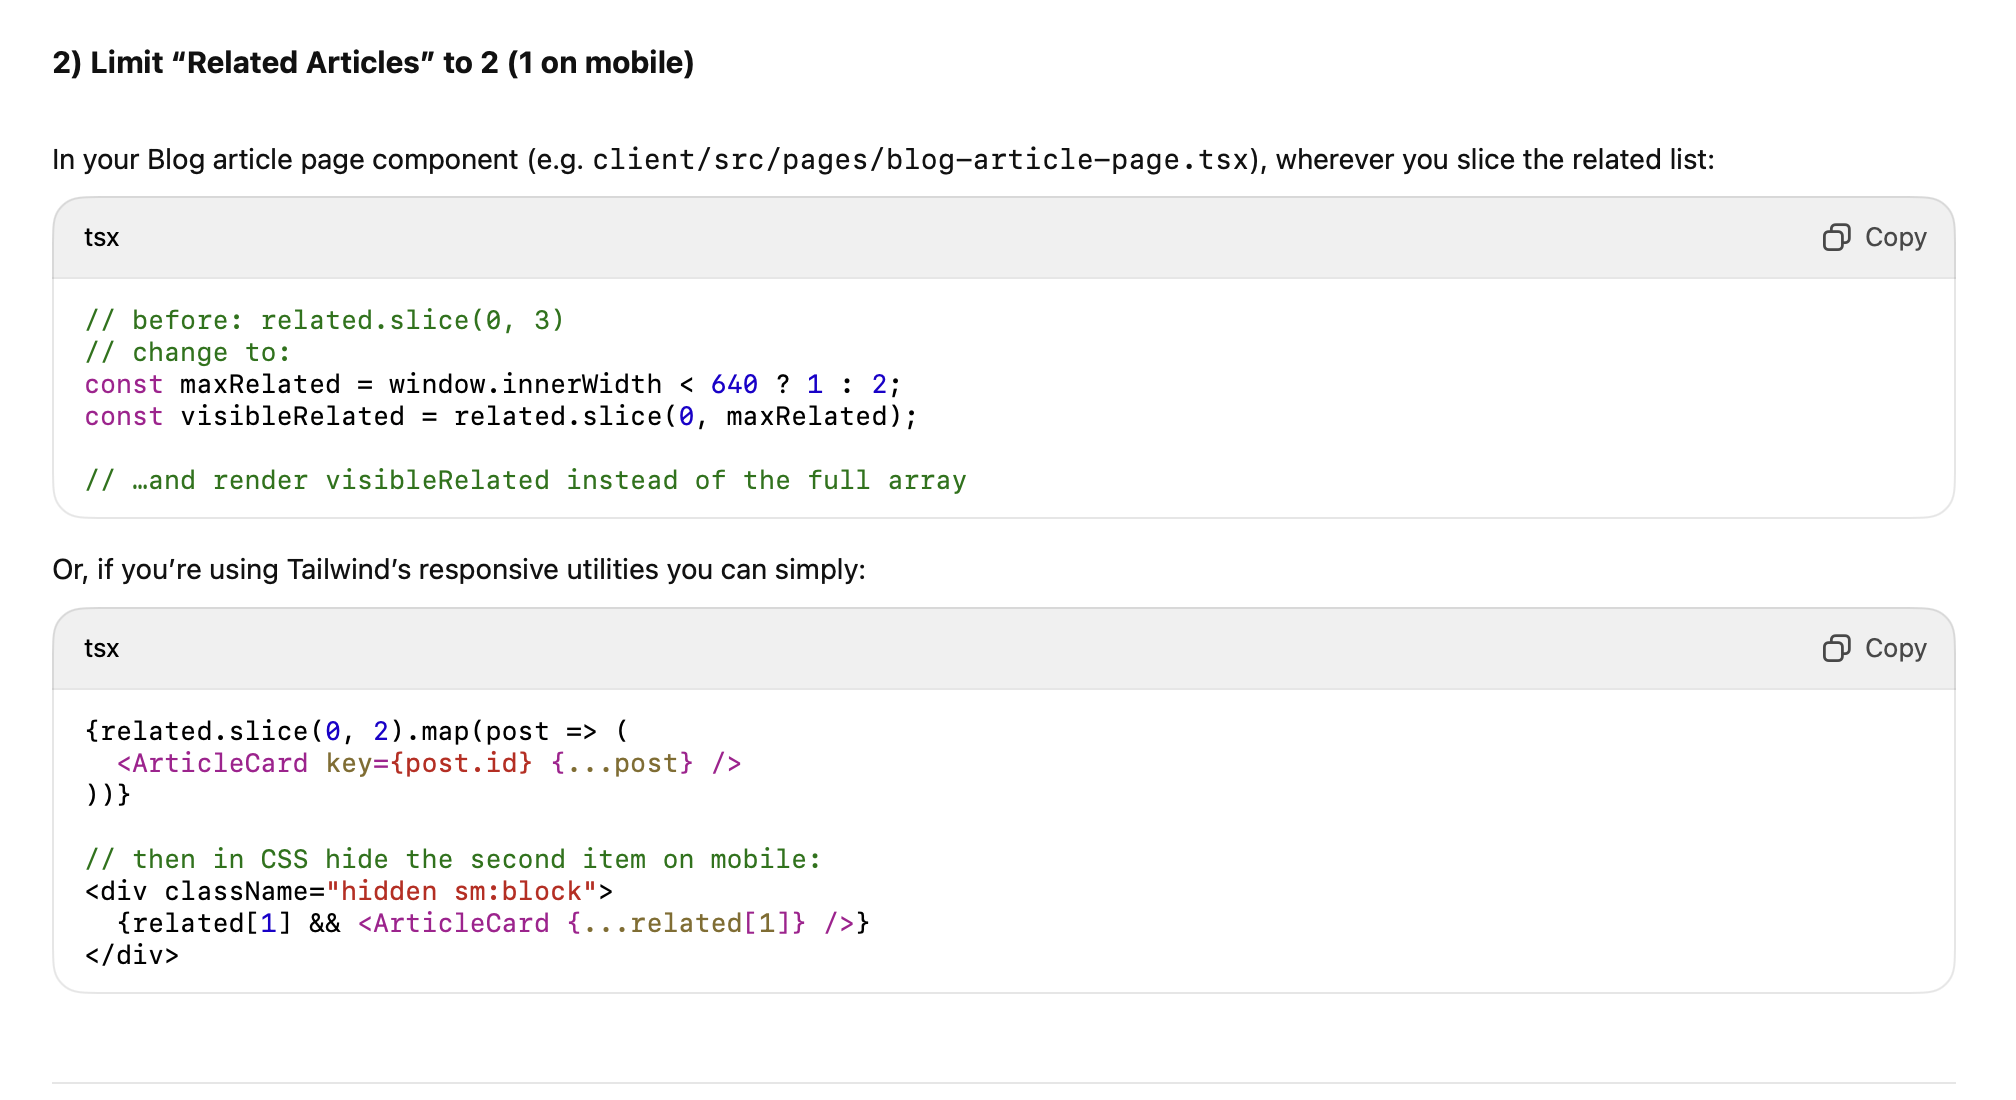 2) Limit “Related Articles” to 2 (1 on mobile)
In your Blog article page component (e.g. client/src/pages/blog-article-page.tsx), wherever you slice the related list:
tsx
Copy
// before: related.slice(0, 3)
// change to:
const maxRelated = window.innerWidth < 640 ? 1 : 2;
const visibleRelated = related.slice(0, maxRelated);
// …and render visibleRelated instead of the full array
Or, if you’re using Tailwind’s responsive utilities you can simply:
tsx
Copy
{related.slice(0, 2).map(post => (
  <ArticleCard key={post.id} {...post} />
))}
// then in CSS hide the second item on mobile:
<div className="hidden sm:block">
  {related[1] && <ArticleCard {...related[1]} />}
</div>